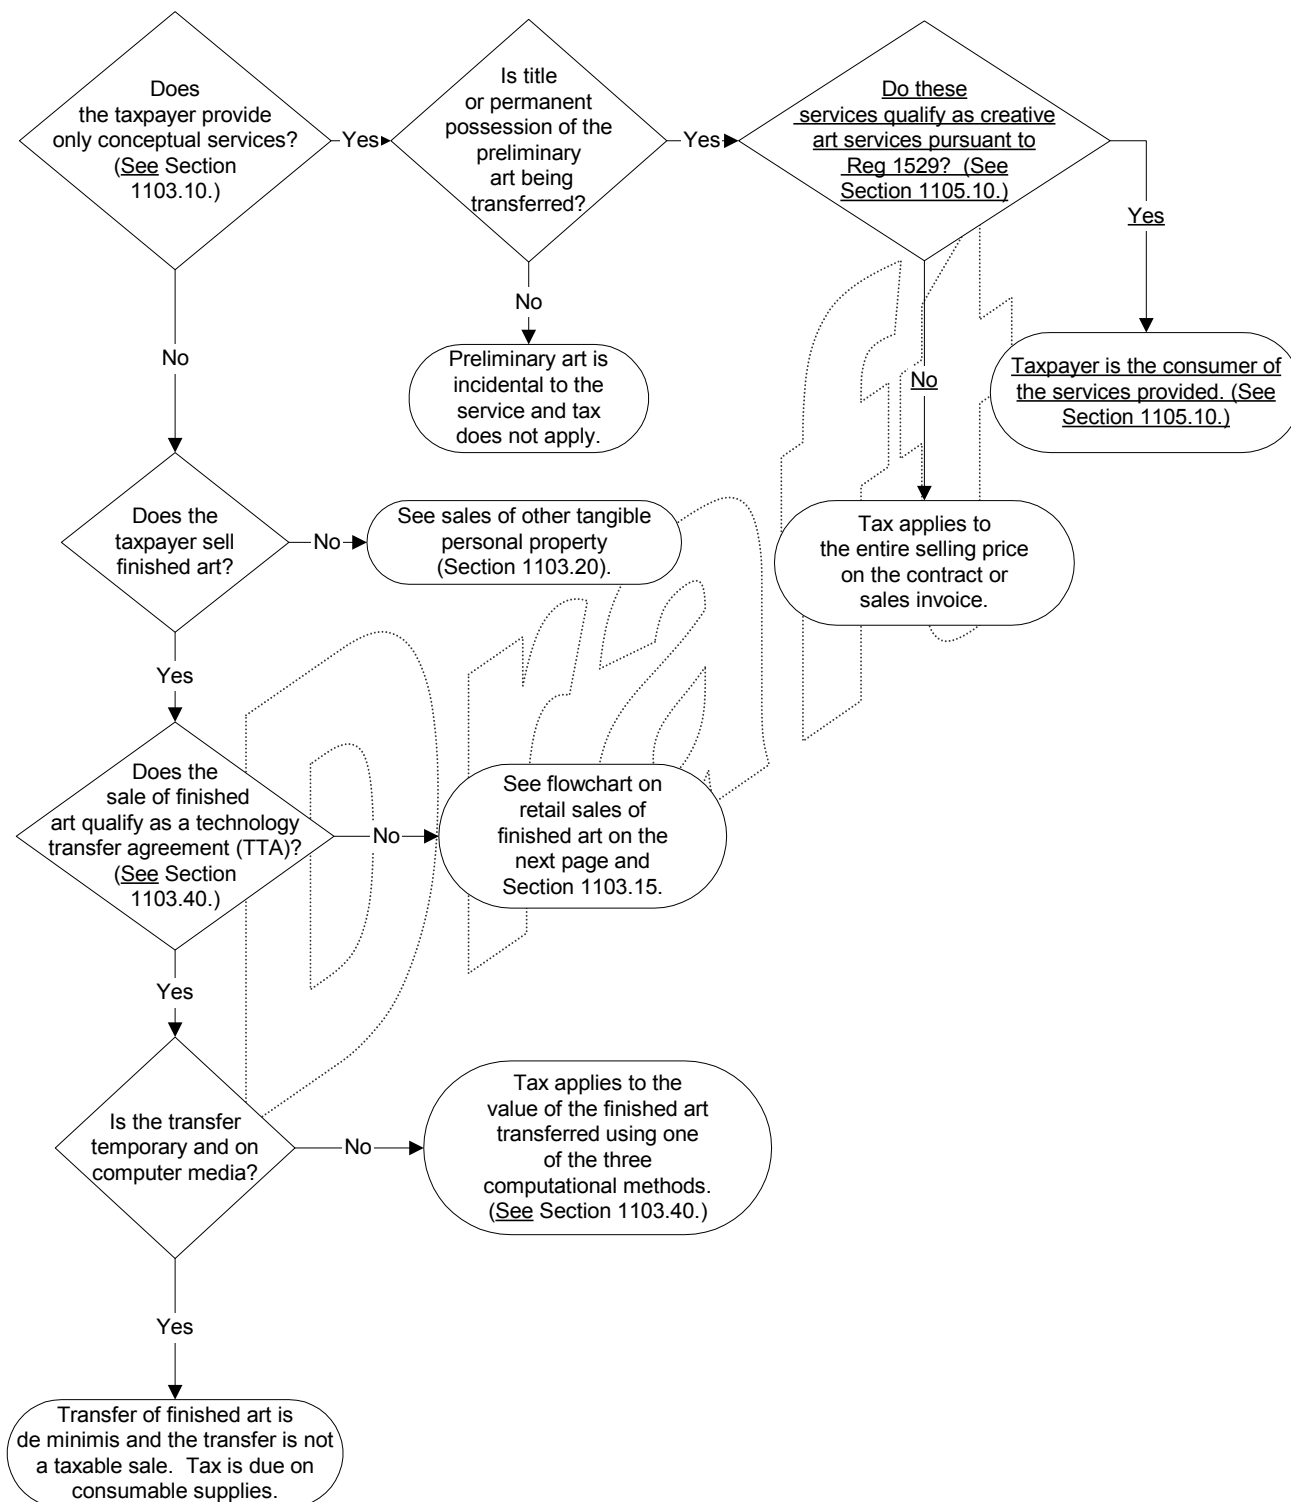 Does
the taxpayer provide
only conceptual services?
(See Section
1103.10.)
Yes
Is title
or permanent
possession of the
preliminary
art being
transferred?
Yes
Do these
services qualify as creative
art services pursuant to
Reg 1529? (See
Section 1105.10.)
Yes
Taxpayer is the consumer of
the services provided. (See
Section 1105.10.)
No
Tax applies to
the entire selling price
on the contract or
sales invoice.
No
Preliminary art is
incidental to the
service and tax
does not apply.
No
Does the
taxpayer sell
finished art?
No
See sales of other tangible
personal property
(Section 1103.20).
Yes
Does the
sale of finished
art qualify as a technology
transfer agreement (TTA)?
(See Section
1103.40.)
No
See flowchart on
retail sales of
finished art on the
next page and
Section 1103.15.
Yes
Is the transfer
temporary and on
computer media?
No
Tax applies to the
value of the finished art
transferred using one
of the three
computational methods.
(See Section 1103.40.)
Yes
Transfer of finished art is
de minimis and the transfer is not
a taxable sale. Tax is due on
consumable supplies.
Draft